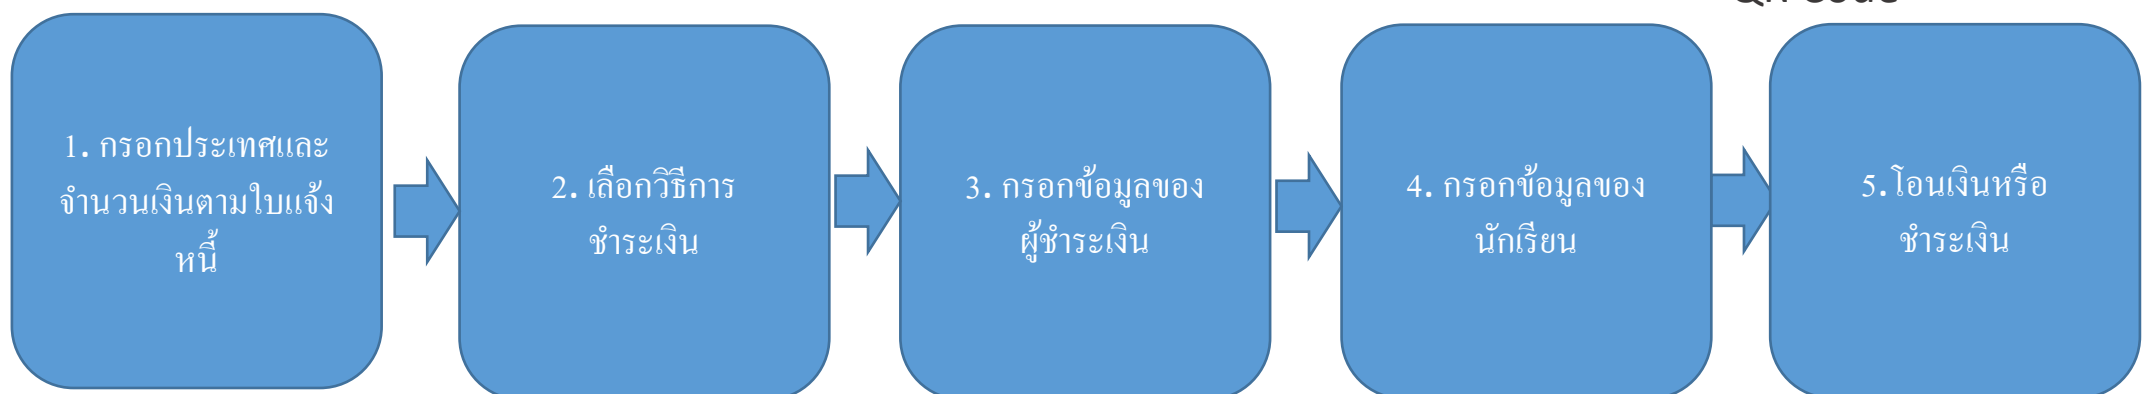 QR Code
1. กรอกประเทศและ
จำนวนเงินตามใบแจ้ง
หนี้
2. เลือกวิธีการ
ชำระเงิน
3. กรอกข้อมูลของ
ผู้ชำระเงิน
4. กรอกข้อมูลของ
นักเรียน
5.โอนเงินหรือ
ชำระเงิน